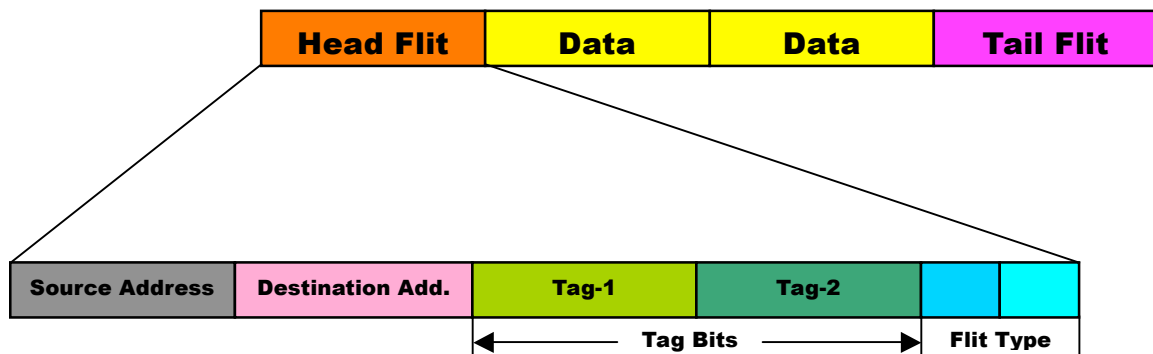 Head Flit Data Data Tail Flit
Source Address Destination Add. Tag-1 Tag-2
Tag Bits Flit Type